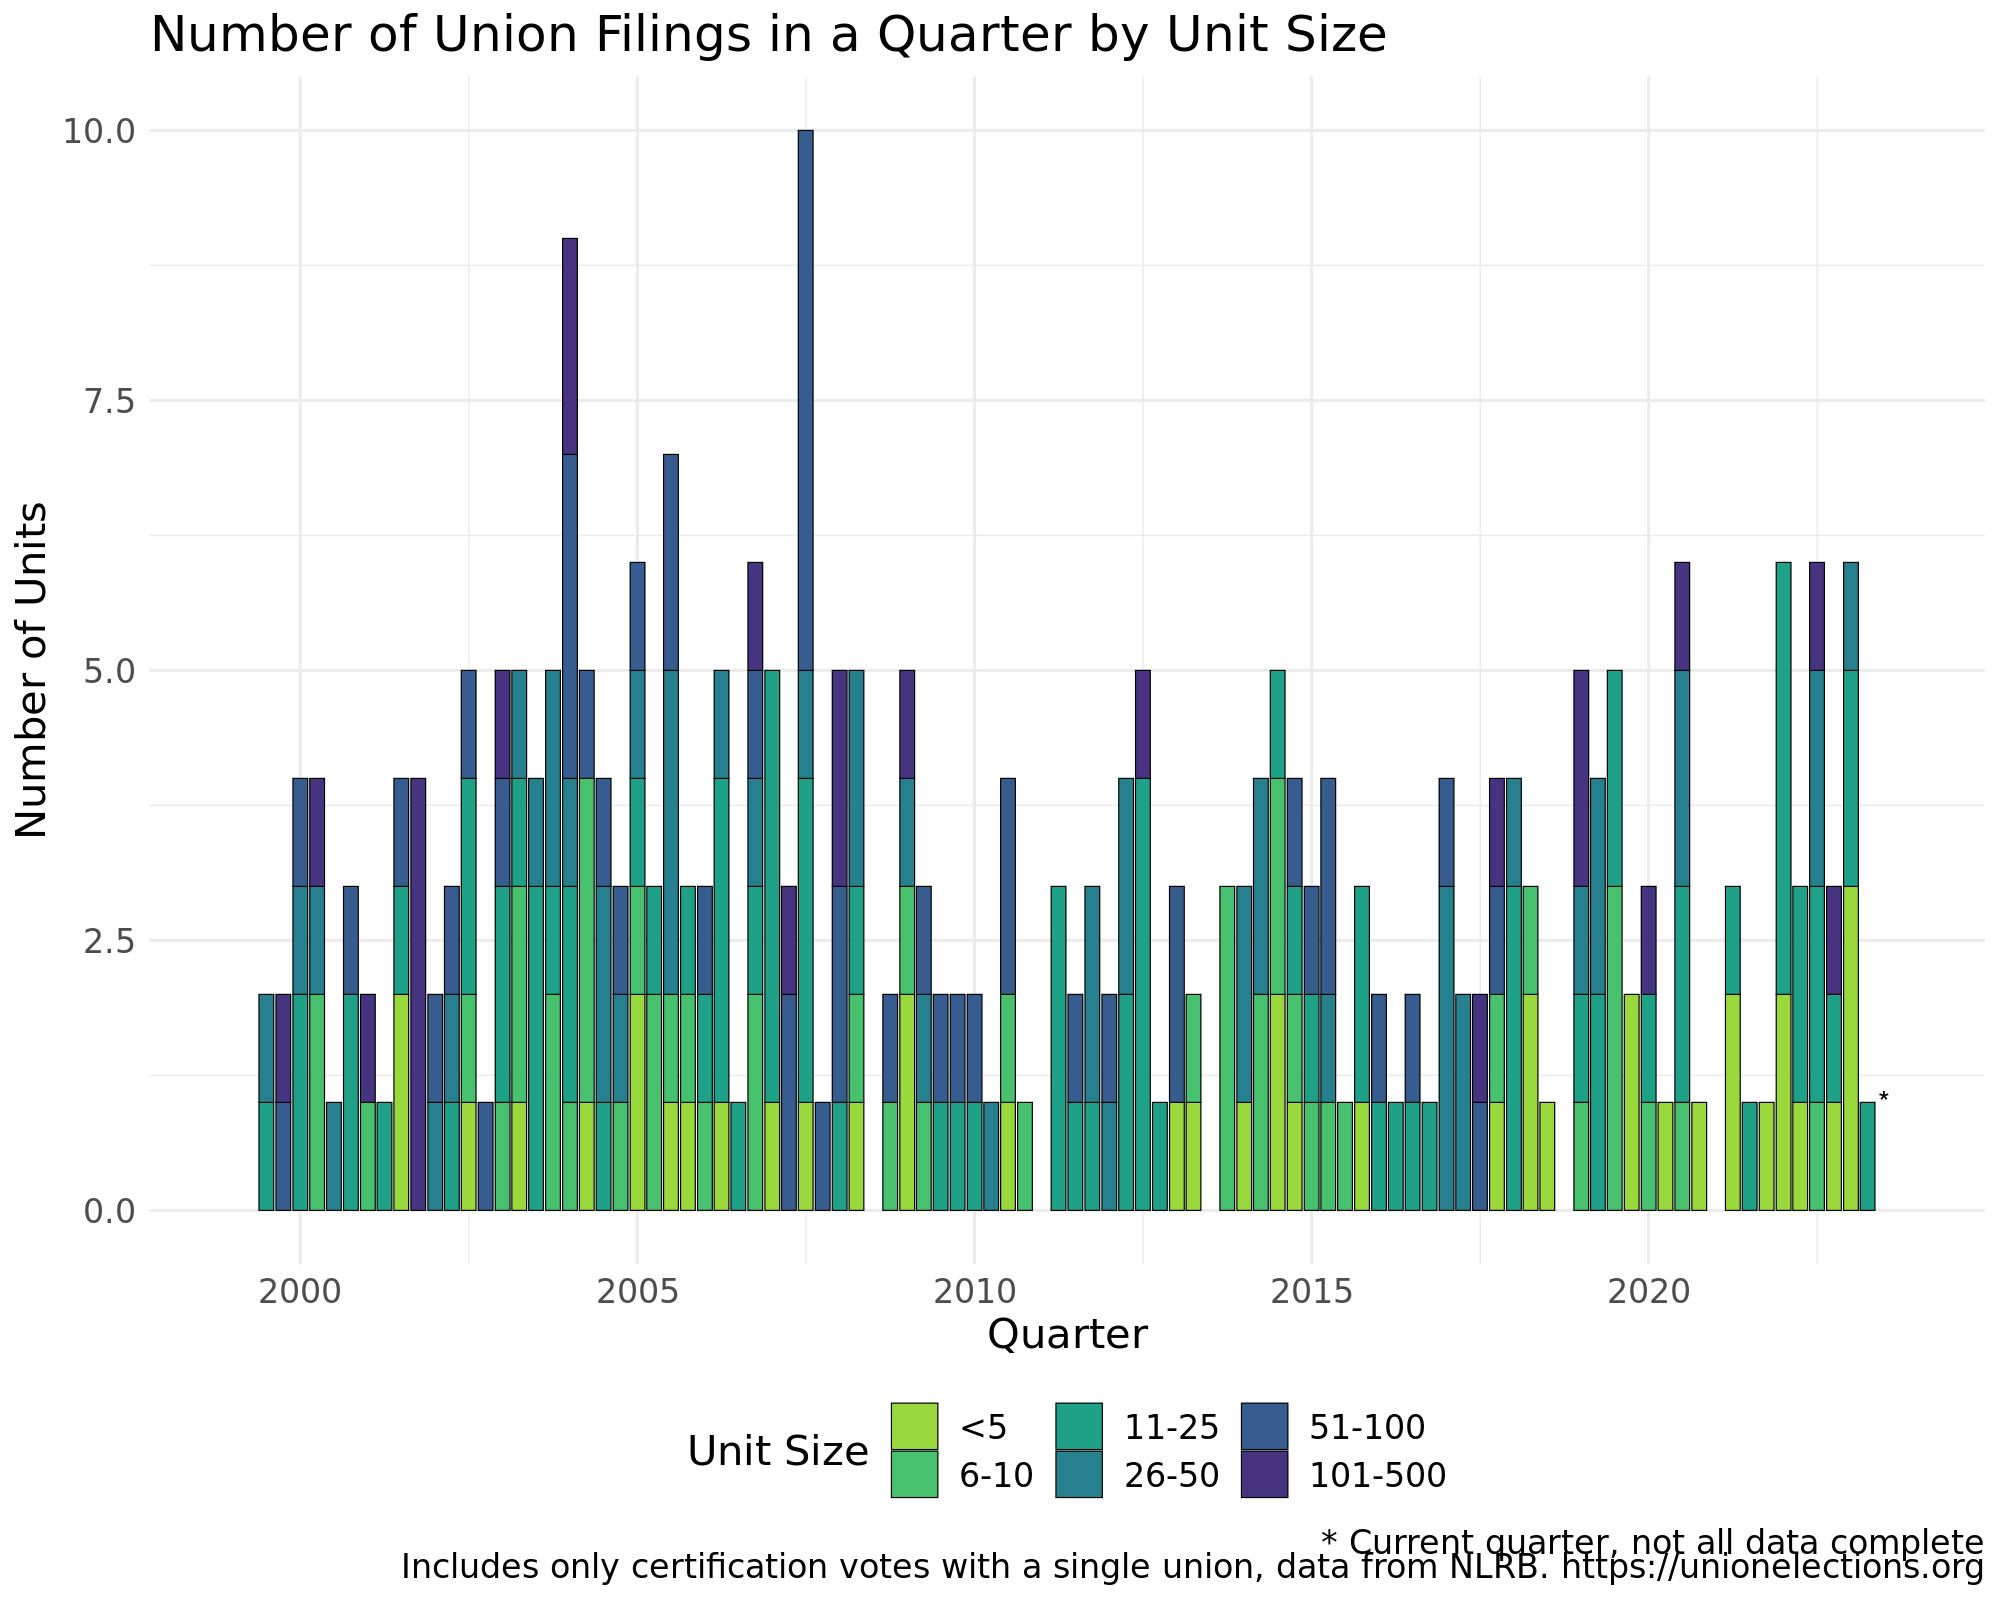 Number of Union Filings in a Quarter by Unit Size
10.0
7.5
5.0
2.5
0.0
Number of Units
*
2000 2005 2010 2015 2020
Quarter
Unit Size
<5 11-25 51-100
6-10 26-50 101-500
* Current quarter, not all data complete
Includes only certification votes with a single union, data from NLRB. https://unionelections.org